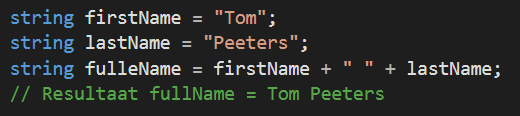 string firstName = "Tom";
string lastName = "Peeters";
string fulleName = firstName + " " + lastName;
// Resultaat fullName = Tom Peeters